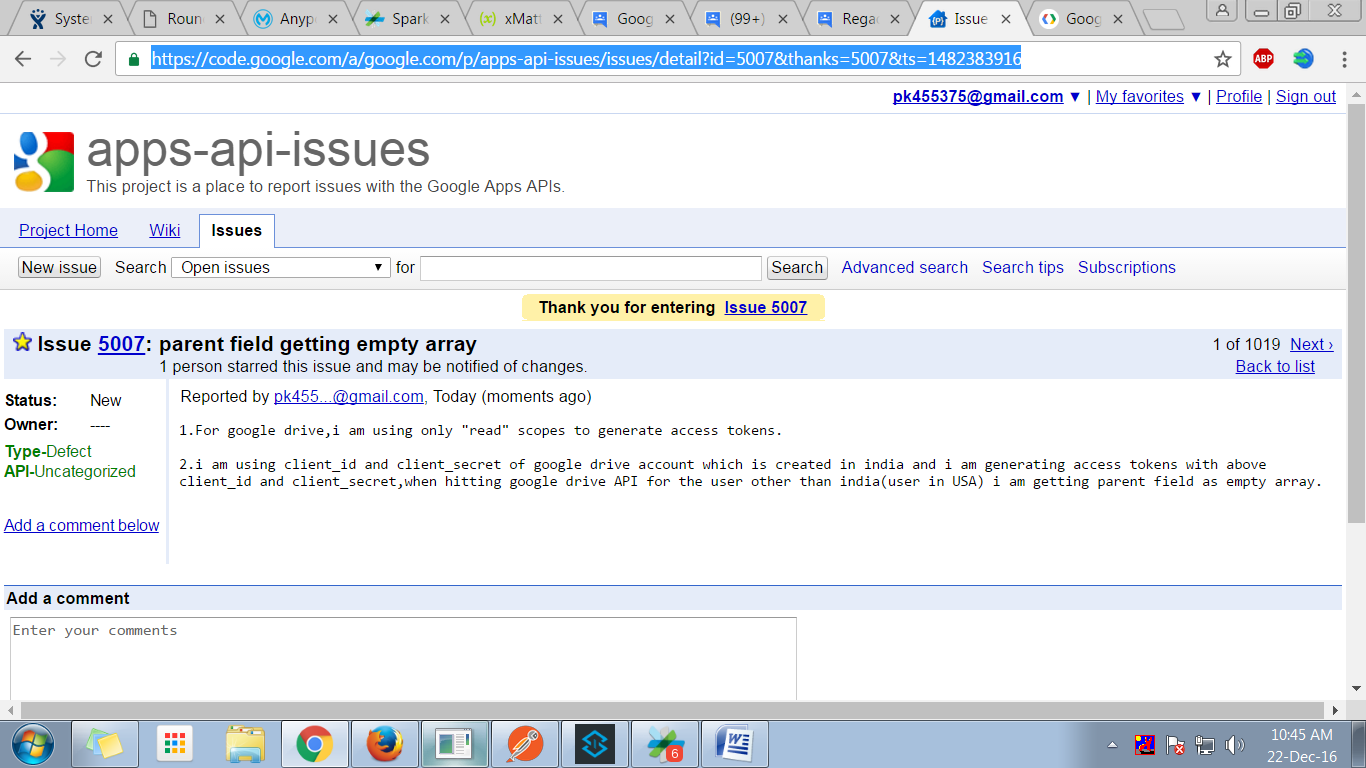 Syste
Roun
Anyp
Spark
xMat
Goog
(99+)
Rega
Issue
Goog
https://code.google.com/a/google.com/p/apps-api-issues/issues/detail?id=5007&thanks=5007&ts=1482383916
ABP
pk455375@gmail.com ▼ | My favorites ▼ | Profile | Sign out
apps-api-issues
This project is a place to report issues with the Google Apps APIs.
Project Home Wiki Issues
New issue Search Open issues for Search Advanced search Search tips Subscriptions
Thank you for entering Issue 5007
Issue 5007: parent field getting empty array
1 of 1019 Next ›
1 person starred this issue and may be notified of changes.
Back to list
Status: New
Owner: ----
Type-Defect
API-Uncategorized
Add a comment below
Reported by pk455...@gmail.com, Today (moments ago)
1.For google drive,i am using only "read" scopes to generate access tokens.
2.i am using client_id and client_secret of google drive account which is created in india and i am generating access tokens with above
client_id and client_secret,when hitting google drive API for the user other than india(user in USA) i am getting parent field as empty array.
Add a comment
Enter your comments
6
W
10:45 AM
22-Dec-16